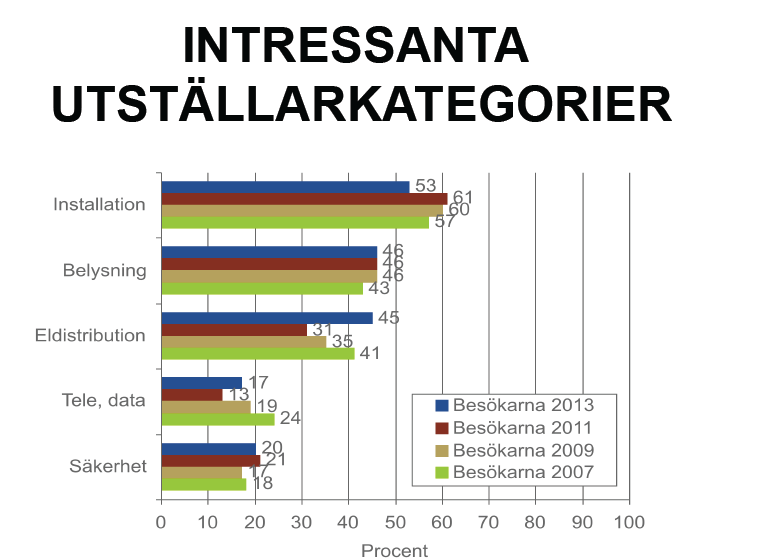 INTRESSANTA
UTSTÄLLARKATEGORIER
Installation
53
61
60
57
Belysning
46
46
46
43
Eldistribution
45
31
35
41
Tele, data
17
13
19
24
Säkerhet
20
21
17
18
Besökarna 2013
Besökarna 2011
Besökarna 2009
Besökarna 2007
0 10 20 30 40 50 60 70 80 90 100
Procent